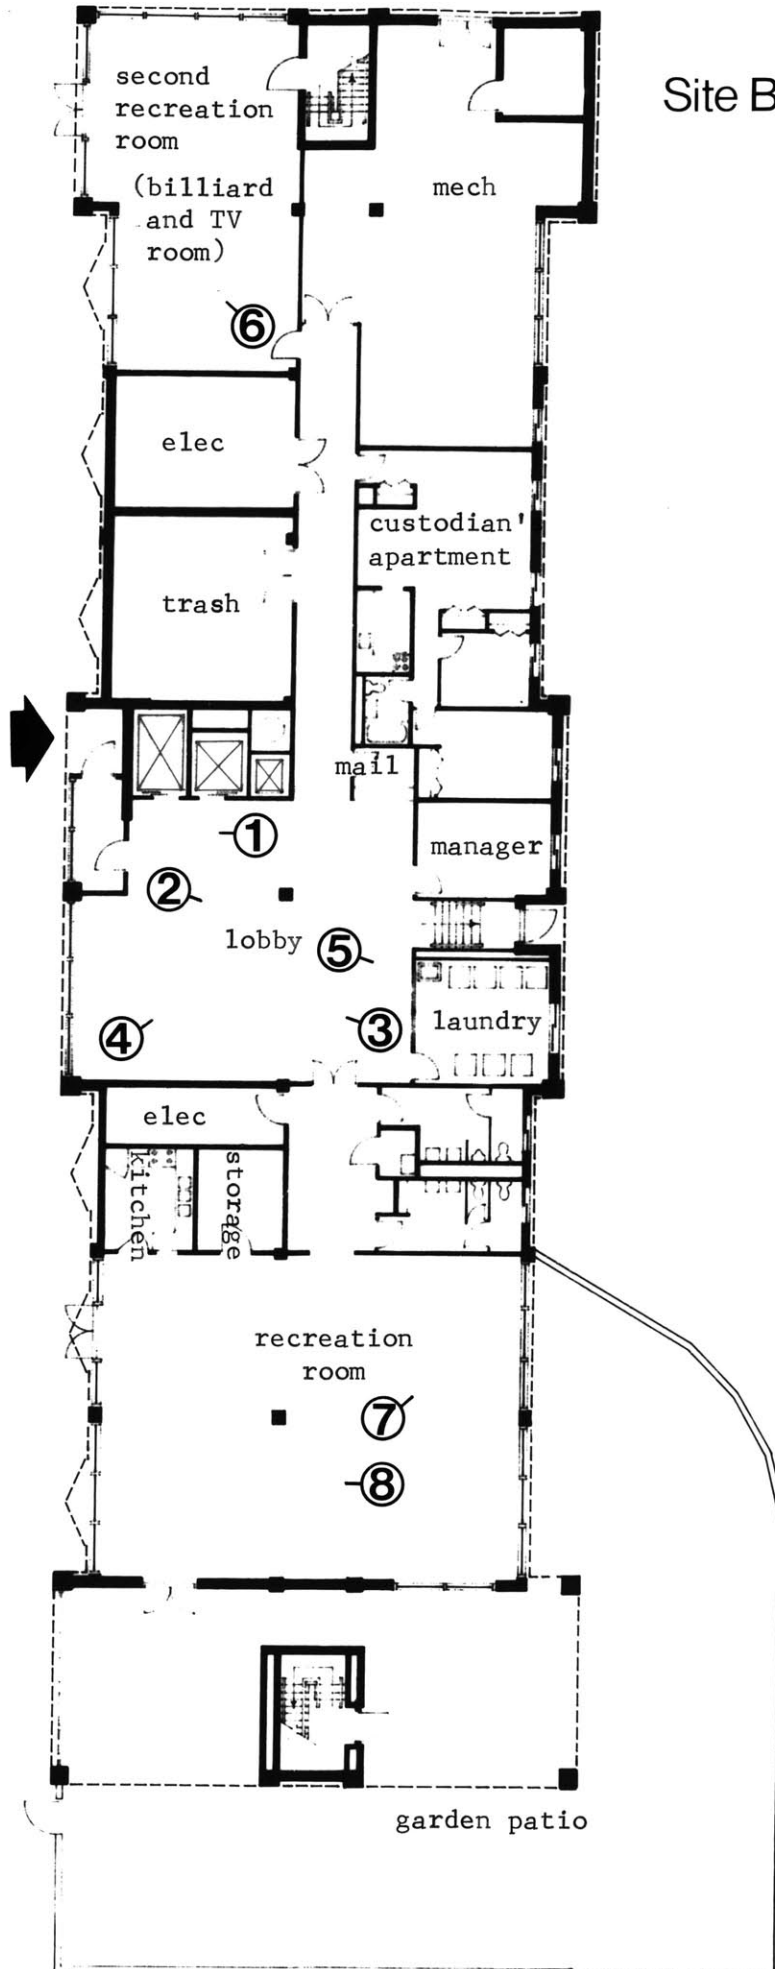 Site B
second
recreation
room
(billiard
and TV
room)
mech
6
elec
custodian'
apartment
trash
mail
1
manager
2
lobby
5
3
laundry
4
elec
kitchen
storage
recreation
room
7
8
garden patio